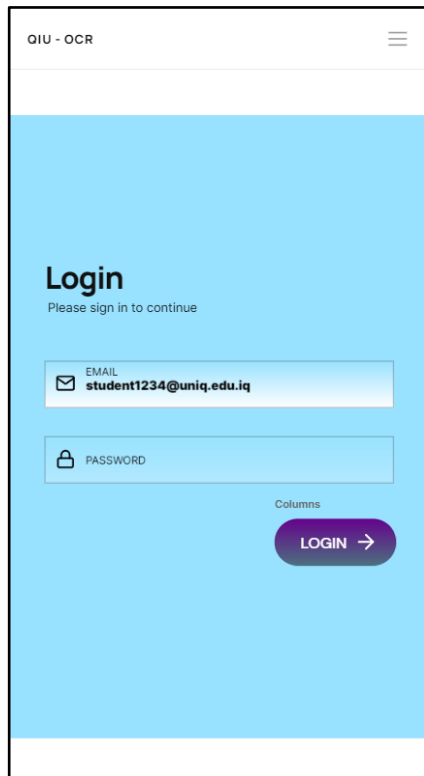 QIU - OCR
Login
Please sign in to continue
EMAIL
student1234@uniq.edu.iq
PASSWORD
Columns
LOGIN →